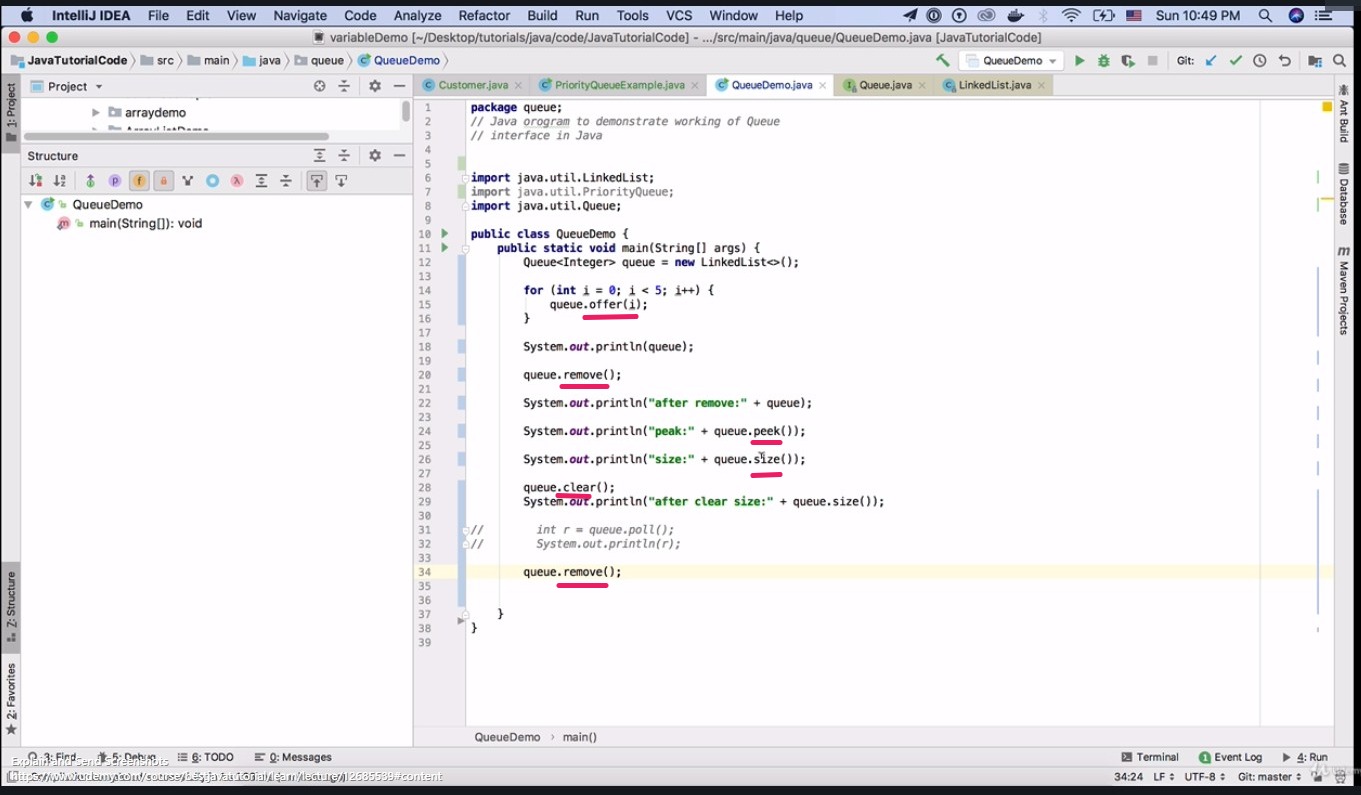 IntelliJ IDEA File Edit View Navigate Code Analyze Refactor Build Run Tools VCS Window Help Sun 10:49 PM
variableDemo [~/Desktop/tutorials/java/code/JavaTutorialCode] - .../src/main/java/queue/QueueDemo.java [JavaTutorialCode]
JavaTutorialCode src main java queue QueueDemo QueueDemo Git:
1: Project Project Customer.java PriorityQueueExample.java QueueDemo.java Queue.java LinkedList.java
arraydemo
ArrayListDemo
Structure
QueueDemo
main(String[]): void
1 package queue;
2 // Java orogram to demonstrate working of Queue
3 // interface in Java
4
5
6 import java.util.LinkedList;
7 import java.util.PriorityQueue;
8 import java.util.Queue;
9
10 public class QueueDemo {
11 public static void main(String[] args) {
12 Queue<Integer> queue = new LinkedList<>();
13
14 for (int i = 0; i < 5; i++) {
15 queue.offer(i);
16 }
17
18 System.out.println(queue);
19
20 queue.remove();
21
22 System.out.println("after remove:" + queue);
23
24 System.out.println("peak:" + queue.peek());
25
26 System.out.println("size:" + queue.size());
27
28 queue.clear();
29 System.out.println("after clear size:" + queue.size());
30
31 // int r = queue.poll();
32 // System.out.println(r);
33
34 queue.remove();
35
36
37 }
38 }
39
Ant Build
Database
Maven Projects
Z: Structure
2: Favorites
QueueDemo main()
3: Find 5: Debug 6: TODO 0: Messages Terminal Event Log 4: Run
Explain and Send Screenshots
34:24 LF UTF-8 Git: master